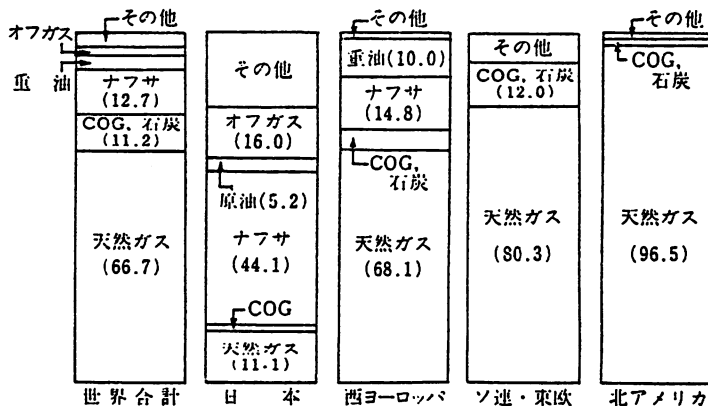 その他
オフガス
重油
ナフサ
(12.7)
COG, 石炭
(11.2)
天然ガス
(66.7)
世界合計
その他
オフガス
(16.0)
原油(5.2)
ナフサ
(44.1)
COG
天然ガス
(11.1)
日本
その他
重油(10.0)
ナフサ
(14.8)
COG,
石炭
天然ガス
(68.1)
西ヨーロッパ
その他
COG, 石炭
(12.0)
天然ガス
(80.3)
ソ連・東欧
その他
COG,
石炭
天然ガス
(96.5)
北アメリカ